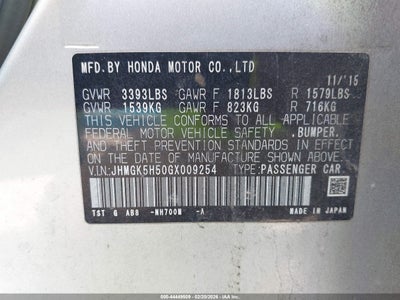 MFD.BY HONDA MOTOR CO.,LTD
11/'15
GVWR 3393LBS GAWR F 1813LBS R 1579LBS
GVWR 1539KG GAWR F 823KG R 716KG
THIS VEHICLE CONFORMS TO ALL APPLICABLE
FEDERAL MOTOR VEHICLE SAFETY ,BUMPER,
AND THEFT PREVENTION STANDARDS IN EFFECT ON
THE DATE OF MANUFACTURE SHOWN ABOVE.
V.I.N:JHMGK5H50GX009254 TYPE:PASSENGER CAR
TST G AB8 -NH700M -A
MADE IN JAPAN